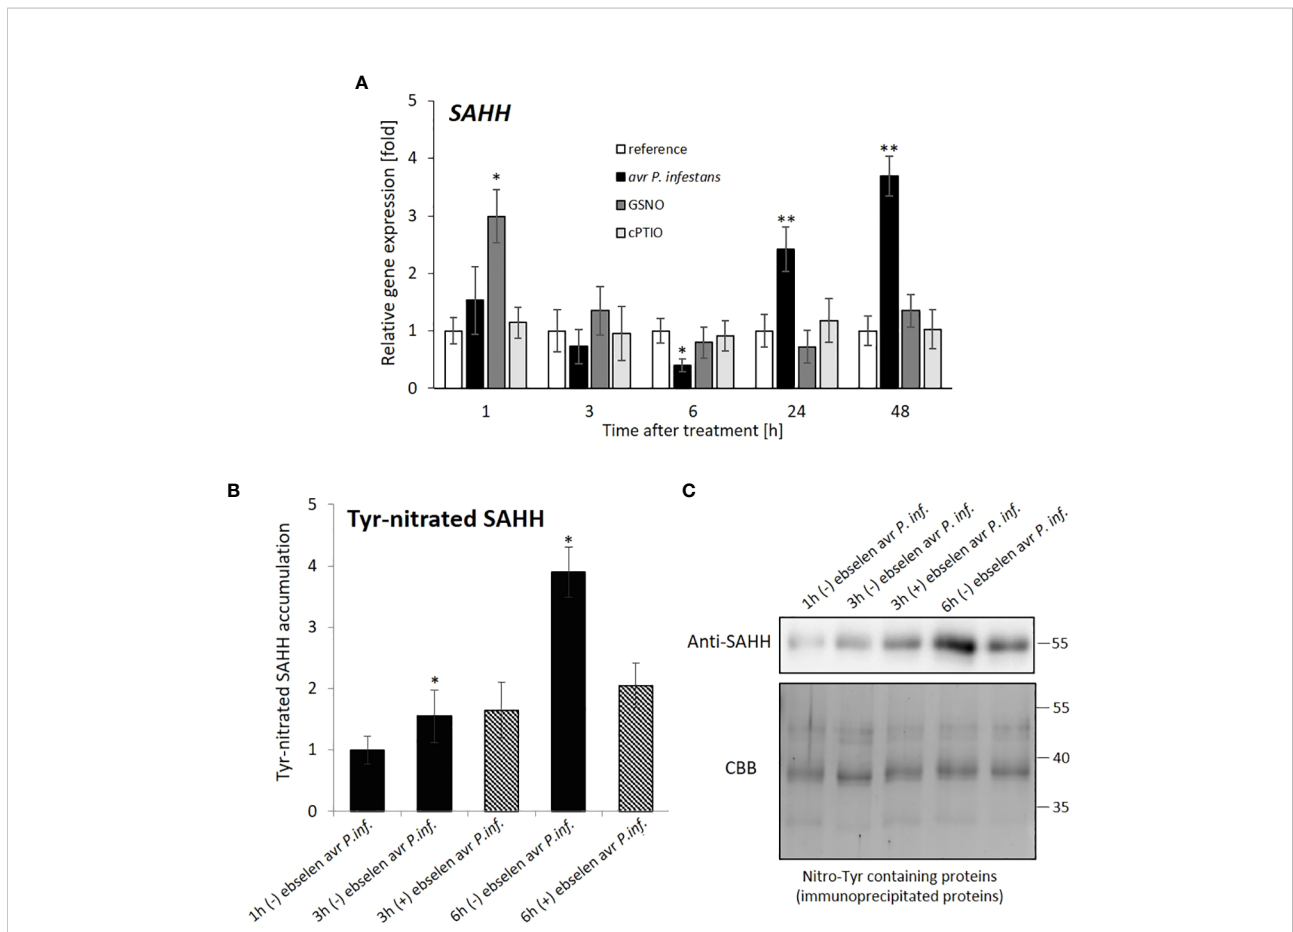 A
SAHH
Relative gene expression [fold]
5
4
3
2
1
0
reference
avr P. infestans
GSNO
cPTIO
*
*
**
**
1 3 6 24 48
Time after treatment [h]
B
Tyr-nitrated SAHH
Tyr-nitrated SAHH accumulation
5
4
3
2
1
0
*
*
1h (-) ebselen avr P.inf.
3h (-) ebselen avr P.inf.
3h (+) ebselen avr P.inf.
6h (-) ebselen avr P.inf.
6h (+) ebselen avr P.inf.
C
1h (-) ebselen avr P. inf.
3h (-) ebselen avr P. inf.
3h (+) ebselen avr P. inf.
6h (-) ebselen avr P. inf.
Anti-SAHH
55
CBB
55
40
35
Nitro-Tyr containing proteins
(immunoprecipitated proteins)